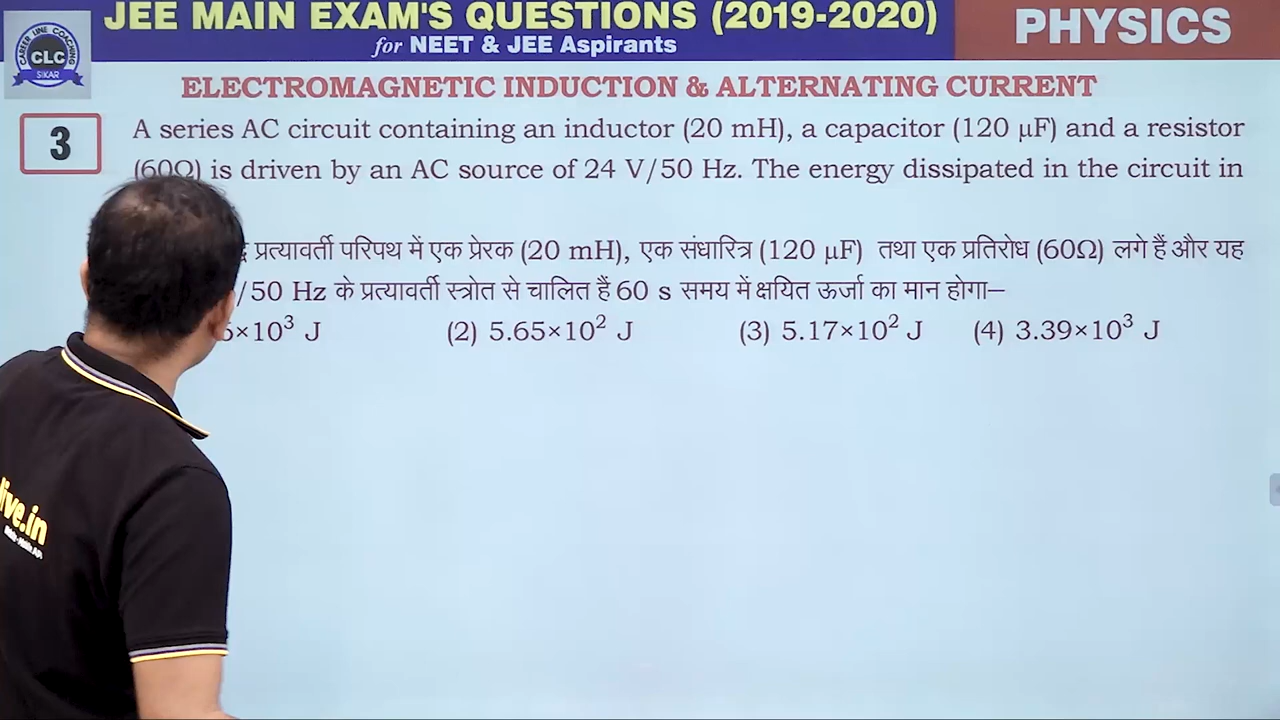 JEE MAIN EXAM'S QUESTIONS (2019-2020)
for NEET & JEE Aspirants
PHYSICS
CAREER LINE COACHING
CLC
SIKAR
ELECTROMAGNETIC INDUCTION & ALTERNATING CURRENT
3
A series AC circuit containing an inductor (20 mH), a capacitor (120 μF) and a resistor
(60Ω) is driven by an AC source of 24 V/50 Hz. The energy dissipated in the circuit in
प्रत्यावर्ती परिपथ में एक प्रेरक (20 mH), एक संधारित्र (120 μF) तथा एक प्रतिरोध (60Ω) लगे हैं और यह
/50 Hz के प्रत्यावर्ती स्त्रोत से चालित हैं 60 s समय में क्षयित ऊर्जा का मान होगा–
6×10³ J (2) 5.65×10² J (3) 5.17×10² J (4) 3.39×10³ J
live.in